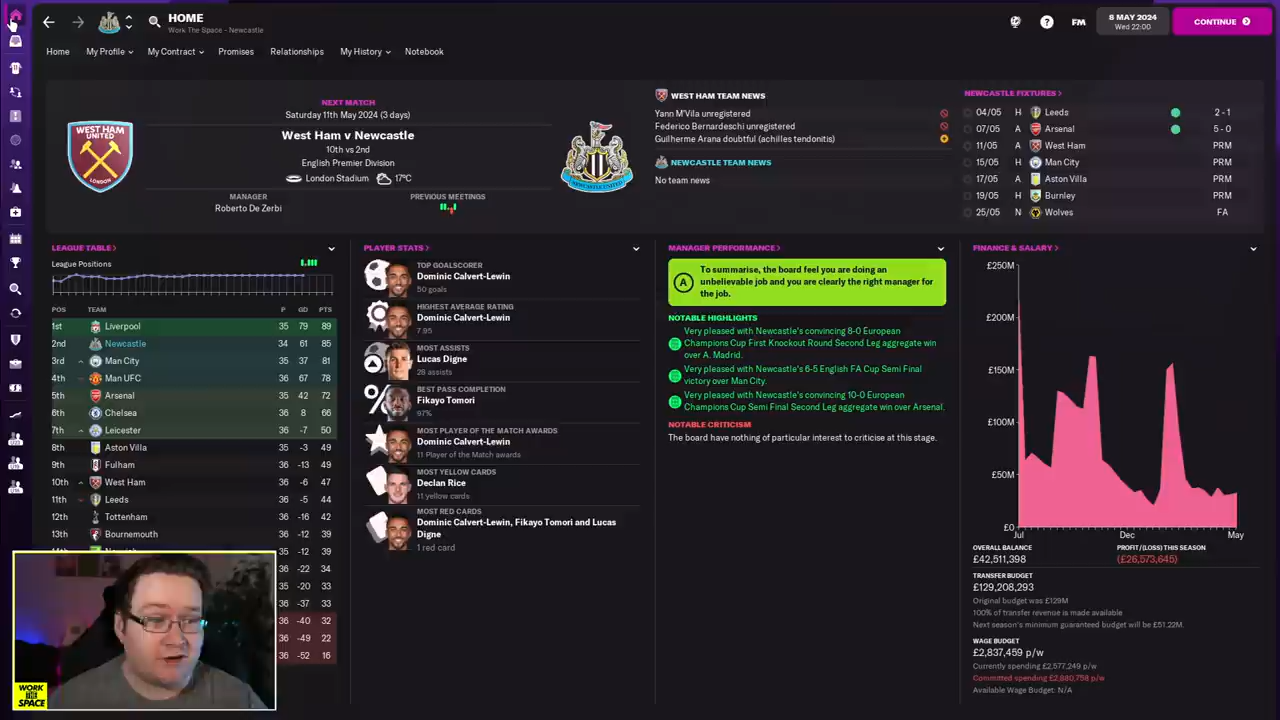 HOME
Work The Space - Newcastle
?
FM
8 MAY 2024
Wed 22:00
CONTINUE
Home
My Profile
My Contract
Promises
Relationships
My History
Notebook
WEST HAM
UNITED
LONDON
NEXT MATCH
Saturday 11th May 2024 (3 days)
West Ham v Newcastle
10th vs 2nd
English Premier Division
London Stadium
17°C
MANAGER
Roberto De Zerbi
PREVIOUS MEETINGS
WEST HAM TEAM NEWS
Yann M'Vila unregistered
Federico Bernardeschi unregistered
Guilherme Arana doubtful (achilles tendonitis)
NEWCASTLE TEAM NEWS
No team news
NEWCASTLE FIXTURES >
04/05 H Leeds 2 - 1
07/05 A Arsenal 5 - 0
11/05 A West Ham PRM
15/05 H Man City PRM
17/05 A Aston Villa PRM
19/05 H Burnley PRM
25/05 N Wolves FA
LEAGUE TABLE >
League Positions
POS TEAM P GD PTS
1st Liverpool 35 79 89
2nd Newcastle 34 61 85
3rd Man City 35 37 81
4th Man UFC 36 67 78
5th Arsenal 35 42 72
6th Chelsea 36 8 66
7th Leicester 36 -7 50
8th Aston Villa 35 -3 49
9th Fulham 36 -13 49
10th West Ham 36 -6 47
11th Leeds 36 -5 44
12th Tottenham 36 -16 42
13th Bournemouth 36 -12 39
36 -12 39
36 -22 34
35 -20 33
36 -37 33
36 -40 32
36 -49 22
36 -52 16
PLAYER STATS >
TOP GOALSCORER
Dominic Calvert-Lewin
50 goals
HIGHEST AVERAGE RATING
Dominic Calvert-Lewin
7.95
MOST ASSISTS
Lucas Digne
28 assists
BEST PASS COMPLETION
Fikayo Tomori
97%
MOST PLAYER OF THE MATCH AWARDS
Dominic Calvert-Lewin
11 Player of the Match awards
MOST YELLOW CARDS
Declan Rice
11 yellow cards
MOST RED CARDS
Dominic Calvert-Lewin, Fikayo Tomori and Lucas
Digne
1 red card
MANAGER PERFORMANCE >
A
To summarise, the board feel you are doing an
unbelievable job and you are clearly the right manager for
the job.
NOTABLE HIGHLIGHTS
Very pleased with Newcastle's convincing 8-0 European
Champions Cup First Knockout Round Second Leg aggregate win
over A. Madrid.
Very pleased with Newcastle's 6-5 English FA Cup Semi Final
victory over Man City.
Very pleased with Newcastle's convincing 10-0 European
Champions Cup Semi Final Second Leg aggregate win over Arsenal.
NOTABLE CRITICISM
The board have nothing of particular interest to criticise at this stage.
FINANCE & SALARY >
£250M
£200M
£150M
£100M
£50M
£0
Jul Dec May
OVERALL BALANCE
£42,511,398
PROFIT/(LOSS) THIS SEASON
(£26,573,645)
TRANSFER BUDGET
£129,208,293
Original budget was £129M
100% of transfer revenue is made available
Next season's minimum guaranteed budget will be £51.22M.
WAGE BUDGET
£2,837,459 p/w
Currently spending £2,577,249 p/w
Committed spending £2,880,758 p/w
Available Wage Budget: N/A
WORK
THE
SPACE